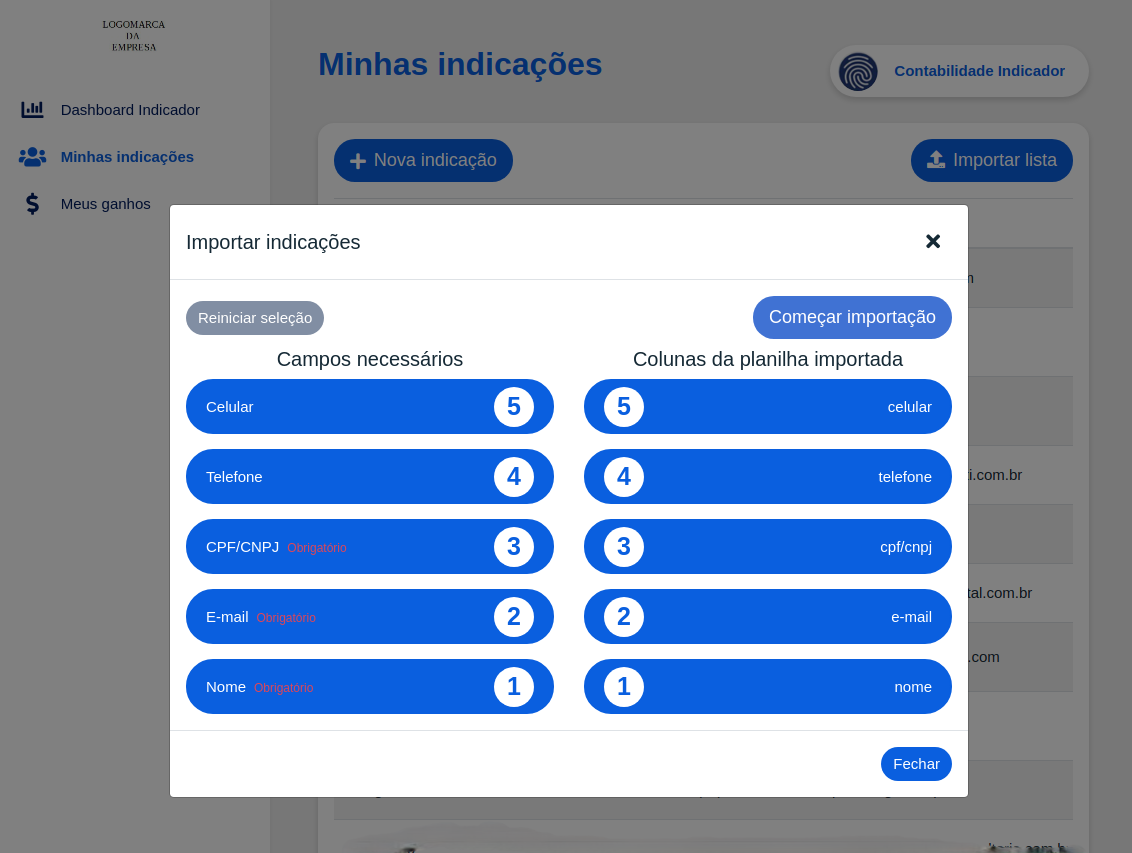 LOGOMARCA
DA
EMPRESA
Dashboard Indicador
Minhas indicações
Meus ganhos
Minhas indicações
Contabilidade Indicador
Nova indicação
Importar lista
Importar indicações
Reiniciar seleção
Começar importação
Campos necessários
Colunas da planilha importada
Celular 5
5 celular
Telefone 4
4 telefone
CPF/CNPJ Obrigatório 3
3 cpf/cnpj
E-mail Obrigatório 2
2 e-mail
Nome Obrigatório 1
1 nome
Fechar
m
i.com.br
tal.com.br
.com